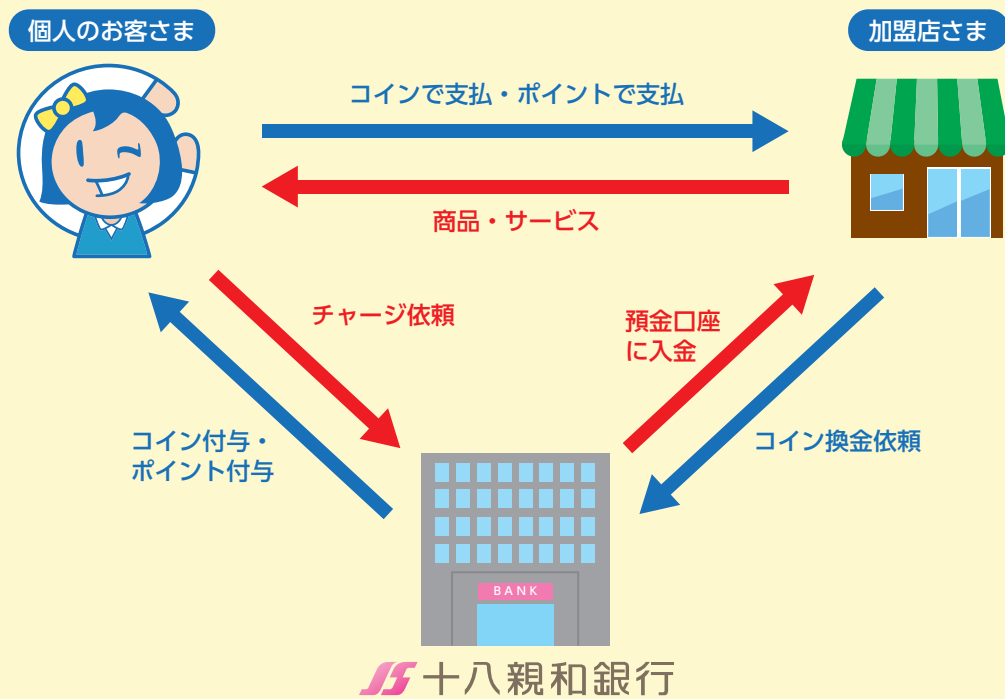 個人のお客さま
加盟店さま
コインで支払・ポイントで支払
商品・サービス
チャージ依頼
預金口座
に入金
コイン付与・
ポイント付与
コイン換金依頼
BANK
十八親和銀行